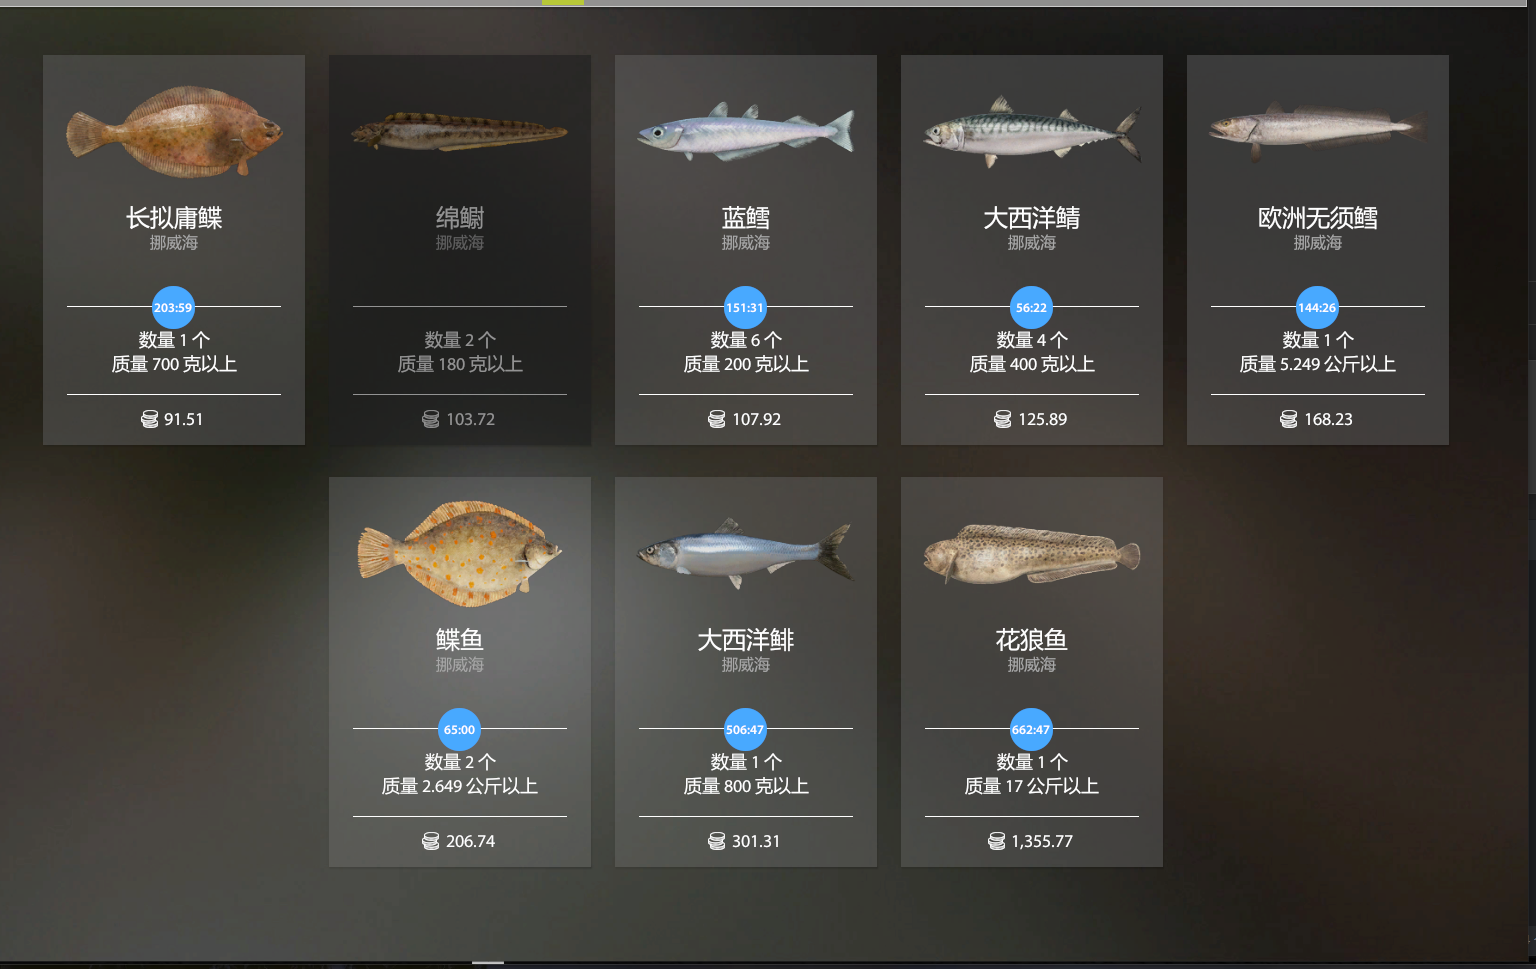 长拟庸鲽
挪威海
203:59
数量 1 个
质量 700 克以上
91.51
绵鳚
挪威海
数量 2 个
质量 180 克以上
103.72
蓝鳕
挪威海
151:31
数量 6 个
质量 200 克以上
107.92
大西洋鲭
挪威海
56:22
数量 4 个
质量 400 克以上
125.89
欧洲无须鳕
挪威海
144:26
数量 1 个
质量 5.249 公斤以上
168.23
鲽鱼
挪威海
65:00
数量 2 个
质量 2.649 公斤以上
206.74
大西洋鲱
挪威海
506:47
数量 1 个
质量 800 克以上
301.31
花狼鱼
挪威海
662:47
数量 1 个
质量 17 公斤以上
1,355.77